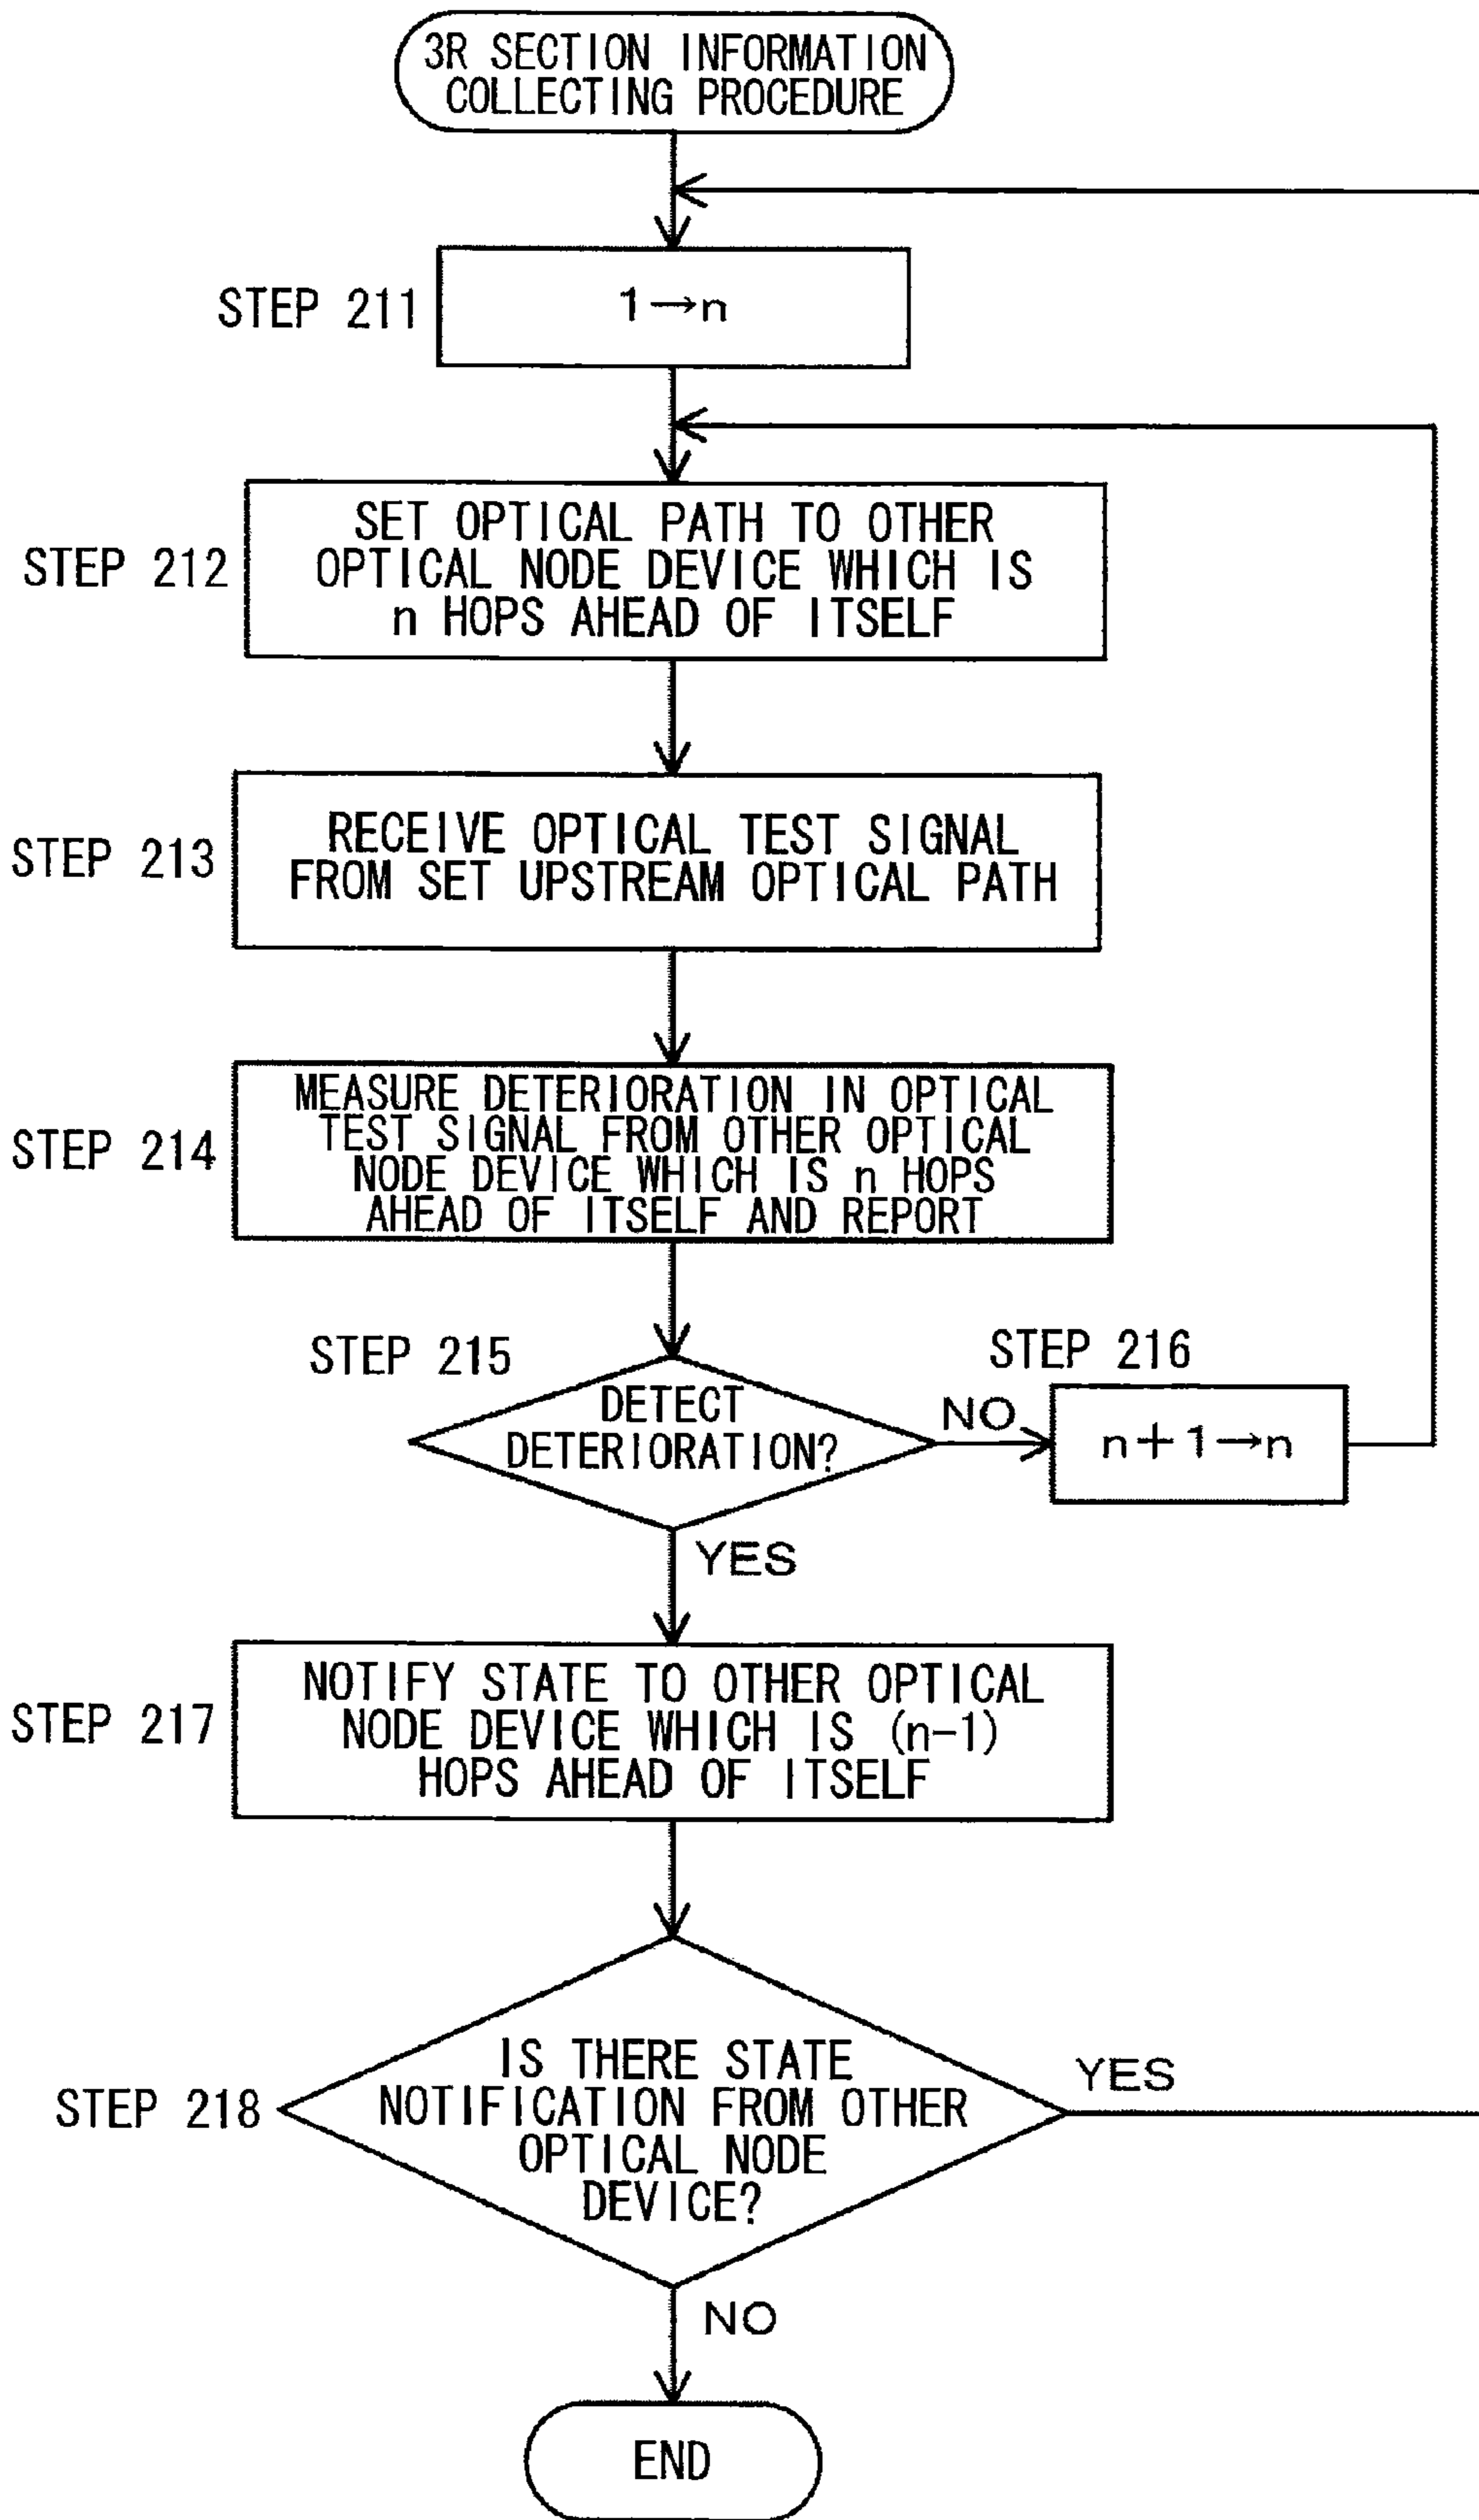 3R SECTION INFORMATION
COLLECTING PROCEDURE
STEP 211
1→n
STEP 212
SET OPTICAL PATH TO OTHER
OPTICAL NODE DEVICE WHICH IS
n HOPS AHEAD OF ITSELF
STEP 213
RECEIVE OPTICAL TEST SIGNAL
FROM SET UPSTREAM OPTICAL PATH
STEP 214
MEASURE DETERIORATION IN OPTICAL
TEST SIGNAL FROM OTHER OPTICAL
NODE DEVICE WHICH IS n HOPS
AHEAD OF ITSELF AND REPORT
STEP 215
DETECT
DETERIORATION?
NO
STEP 216
n+1→n
YES
STEP 217
NOTIFY STATE TO OTHER OPTICAL
NODE DEVICE WHICH IS (n-1)
HOPS AHEAD OF ITSELF
STEP 218
IS THERE STATE
NOTIFICATION FROM OTHER
OPTICAL NODE
DEVICE?
YES
NO
END